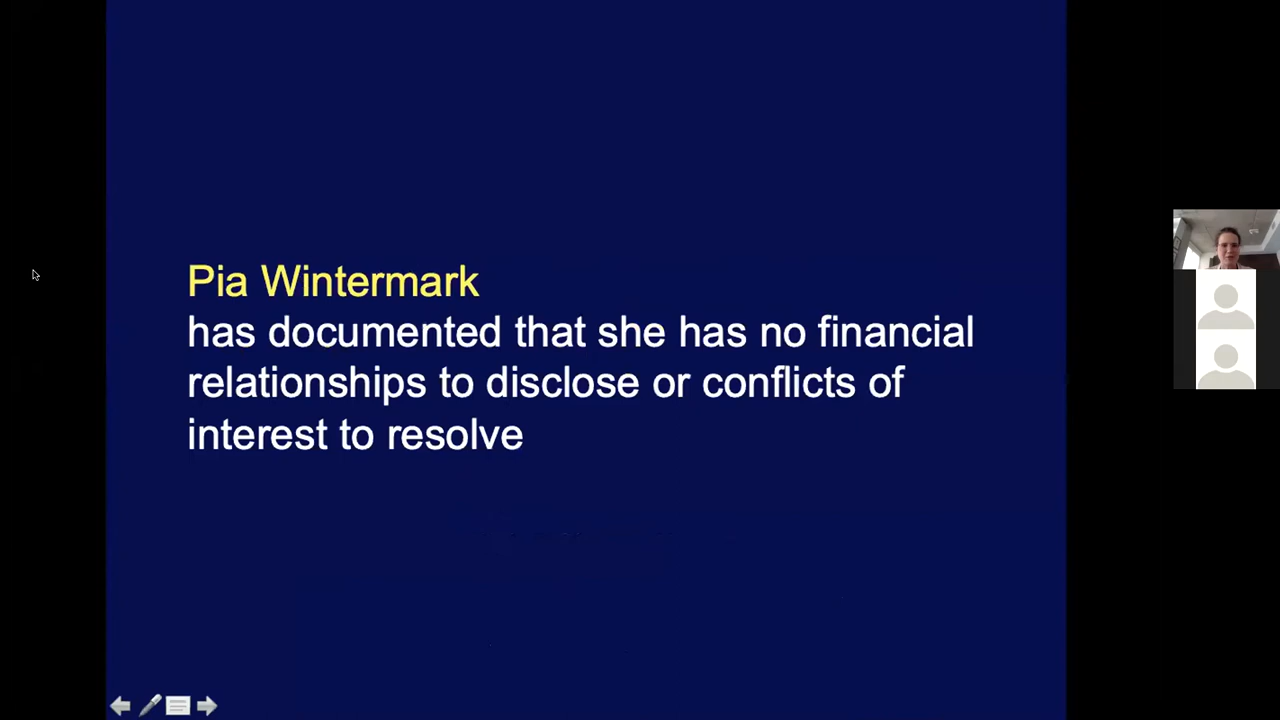 Pia Wintermark
has documented that she has no financial
relationships to disclose or conflicts of
interest to resolve